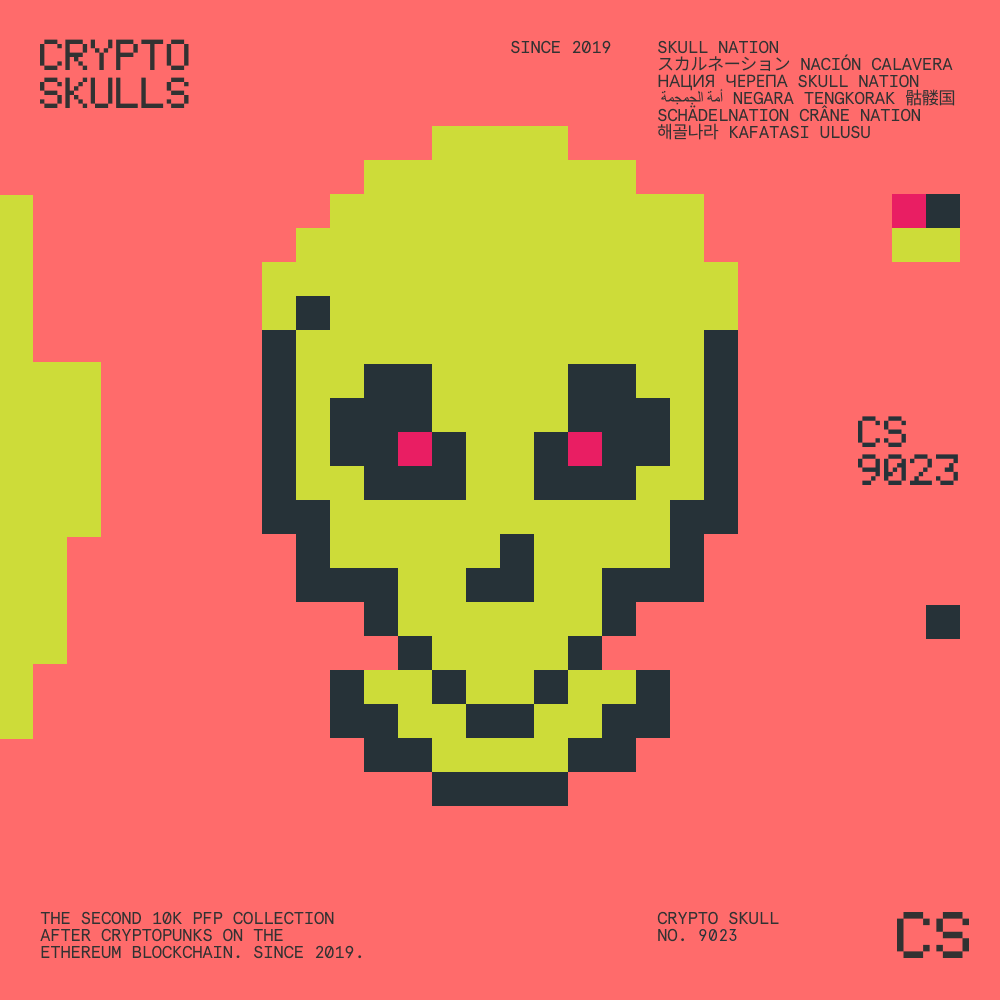 CRYPTO
SKULLS
SINCE 2019
SKULL NATION
スカルネーション NACIÓN CALAVERA
НАЦИЯ ЧЕРЕПА SKULL NATION
أمة الجمجمة NEGARA TENGKORAK 骷髅国
SCHÄDELNATION CRÂNE NATION
해골나라 KAFATASI ULUSU
CS
9023
THE SECOND 10K PFP COLLECTION
AFTER CRYPTOPUNKS ON THE
ETHEREUM BLOCKCHAIN. SINCE 2019.
CRYPTO SKULL
NO. 9023
CS